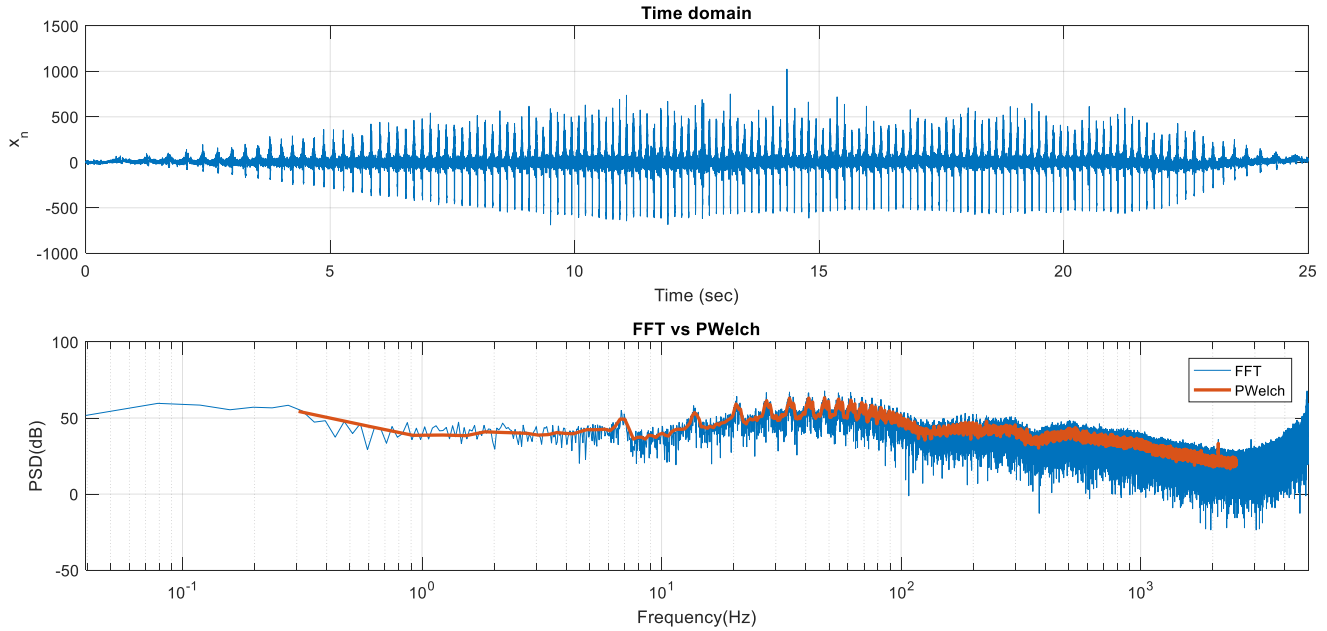 Time domain
1500
1000
500
0
-500
-1000
x_n
0 5 10 15 20 25
Time (sec)
FFT vs PWelch
100
50
0
-50
PSD(dB)
FFT
PWelch
10^-1 10^0 10^1 10^2 10^3
Frequency(Hz)